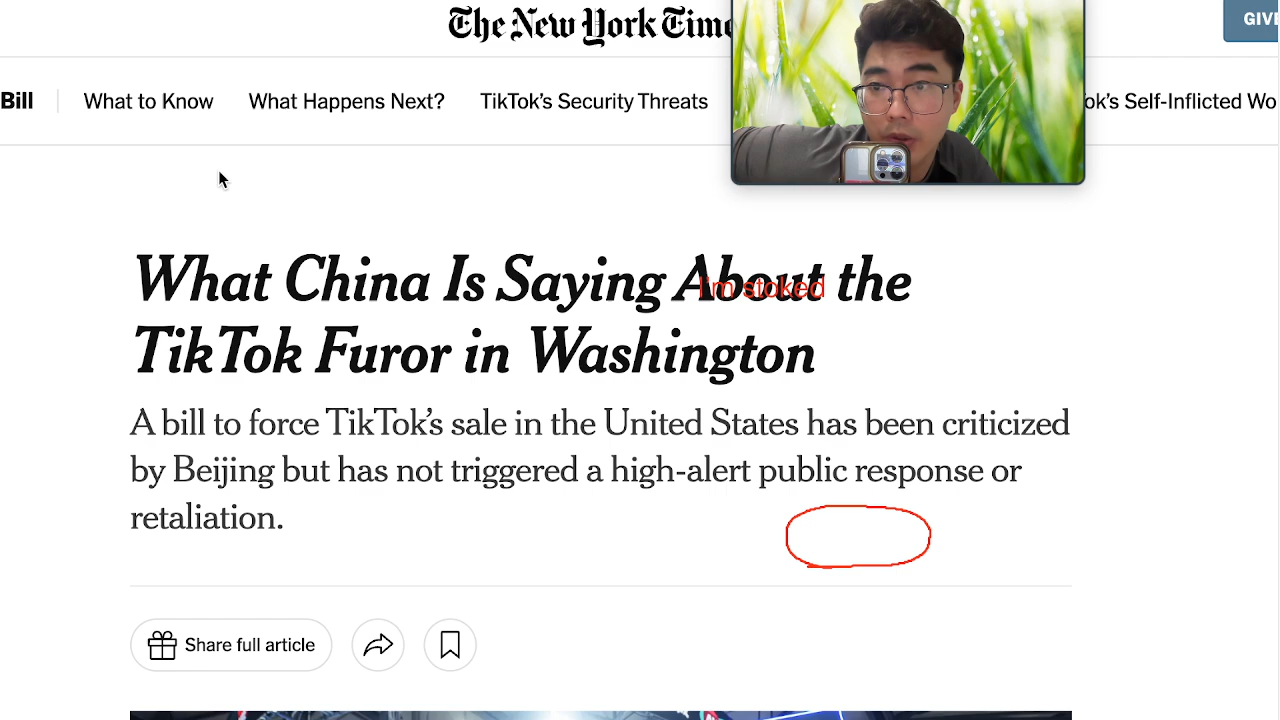 The New York Time
GIVE
Bill
What to Know
What Happens Next?
TikTok's Security Threats
ok's Self-Inflicted Wo
What China Is Saying About the
I'm stoked
TikTok Furor in Washington
A bill to force TikTok's sale in the United States has been criticized
by Beijing but has not triggered a high-alert public response or
retaliation.
Share full article